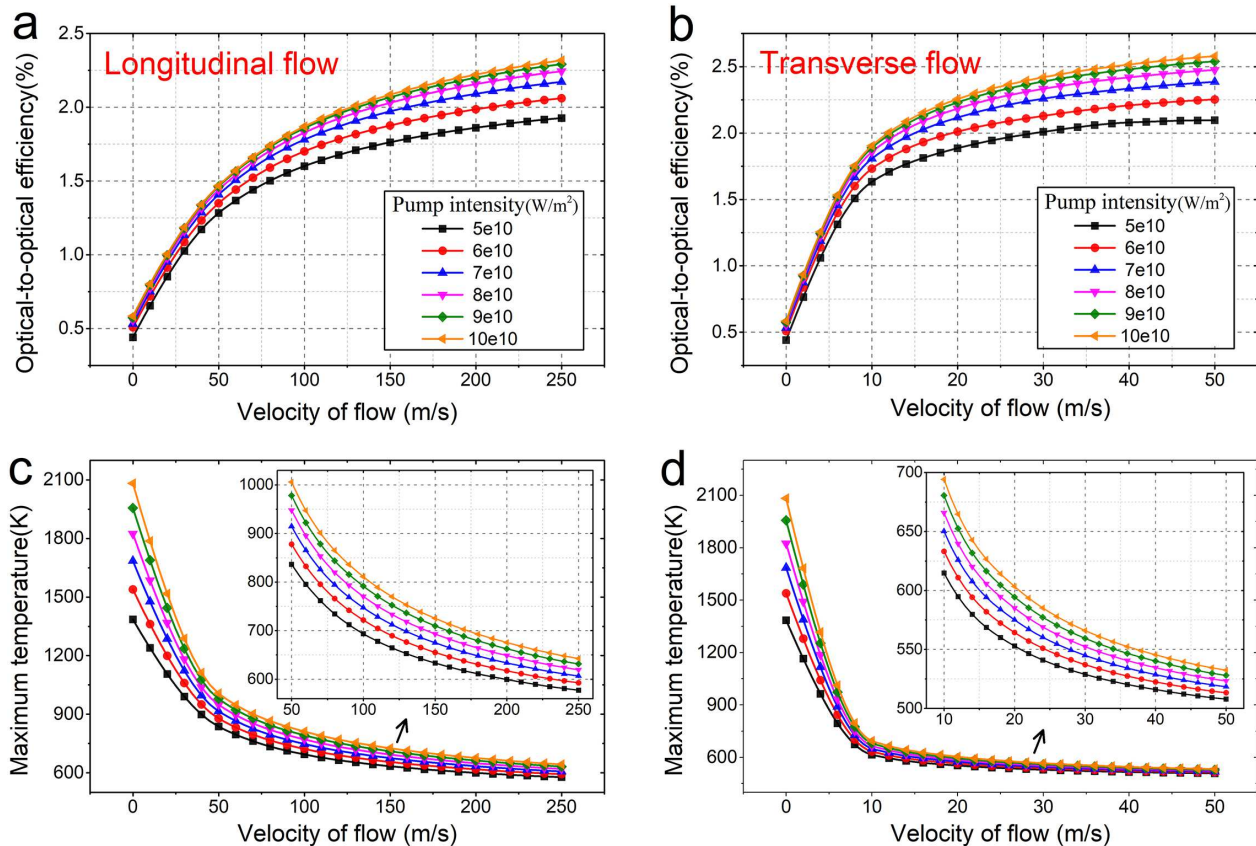 a
Longitudinal flow
Optical-to-optical efficiency(%)
2.5
2.0
1.5
1.0
0.5
Pump intensity(W/m²)
5e10
6e10
7e10
8e10
9e10
10e10
0 50 100 150 200 250
Velocity of flow (m/s)
b
Transverse flow
Optical-to-optical efficiency(%)
2.5
2.0
1.5
1.0
0.5
Pump intensity(W/m²)
5e10
6e10
7e10
8e10
9e10
10e10
0 10 20 30 40 50
Velocity of flow (m/s)
c
Maximum temperature(K)
2100
1800
1500
1200
900
600
1000
900
800
700
600
50 100 150 200 250
0 50 100 150 200 250
Velocity of flow (m/s)
d
Maximum temperature(K)
2100
1800
1500
1200
900
600
700
650
600
550
500
10 20 30 40 50
0 10 20 30 40 50
Velocity of flow (m/s)